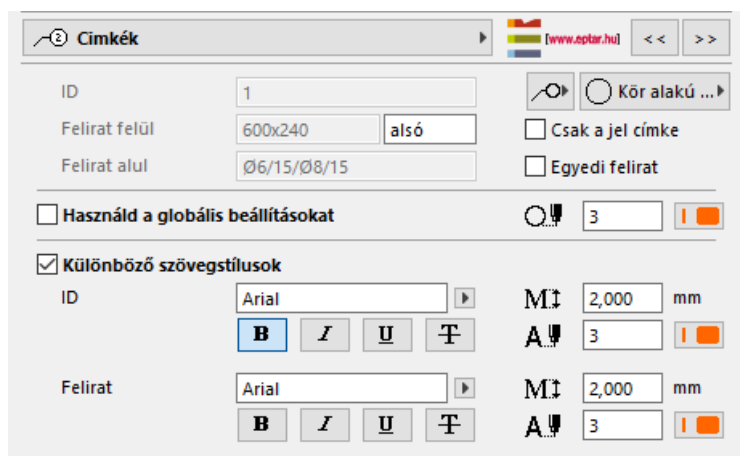 2 Cimkék [www.eptar.hu] << >>
ID 1 Kör alakú ...
Felirat felül 600x240 alsó Csak a jel címke
Felirat alul Ø6/15/Ø8/15 Egyedi felirat
Használd a globális beállításokat 3
Különböző szövegstílusok
ID Arial M 2,000 mm
B I U T A 3
Felirat Arial M 2,000 mm
B I U T A 3